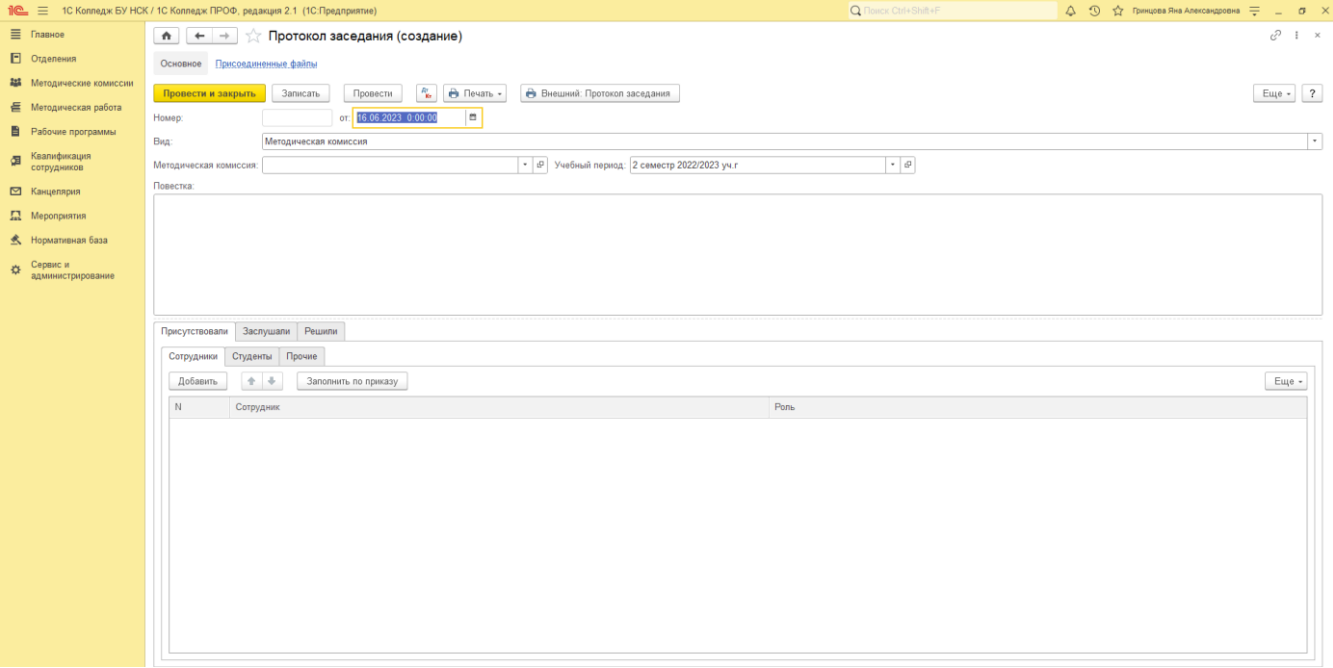 1С Колледж БУ НСК / 1С Колледж ПРОФ, редакция 2.1 (1С:Предприятие)
Поиск Ctrl+Shift+F
Гринцова Яна Александровна
Главное
Отделения
Методические комиссии
Методическая работа
Рабочие программы
Квалификация
сотрудников
Канцелярия
Мероприятия
Нормативная база
Сервис и
администрирование
Протокол заседания (создание)
Основное Присоединенные файлы
Провести и закрыть Записать Провести Печать Внешний: Протокол заседания Еще ?
Номер: от: 16.06.2023 0:00:00
Вид: Методическая комиссия
Методическая комиссия: Учебный период: 2 семестр 2022/2023 уч.г
Повестка:
Присутствовали Заслушали Решили
Сотрудники Студенты Прочие
Добавить Заполнить по приказу Еще
N Сотрудник Роль